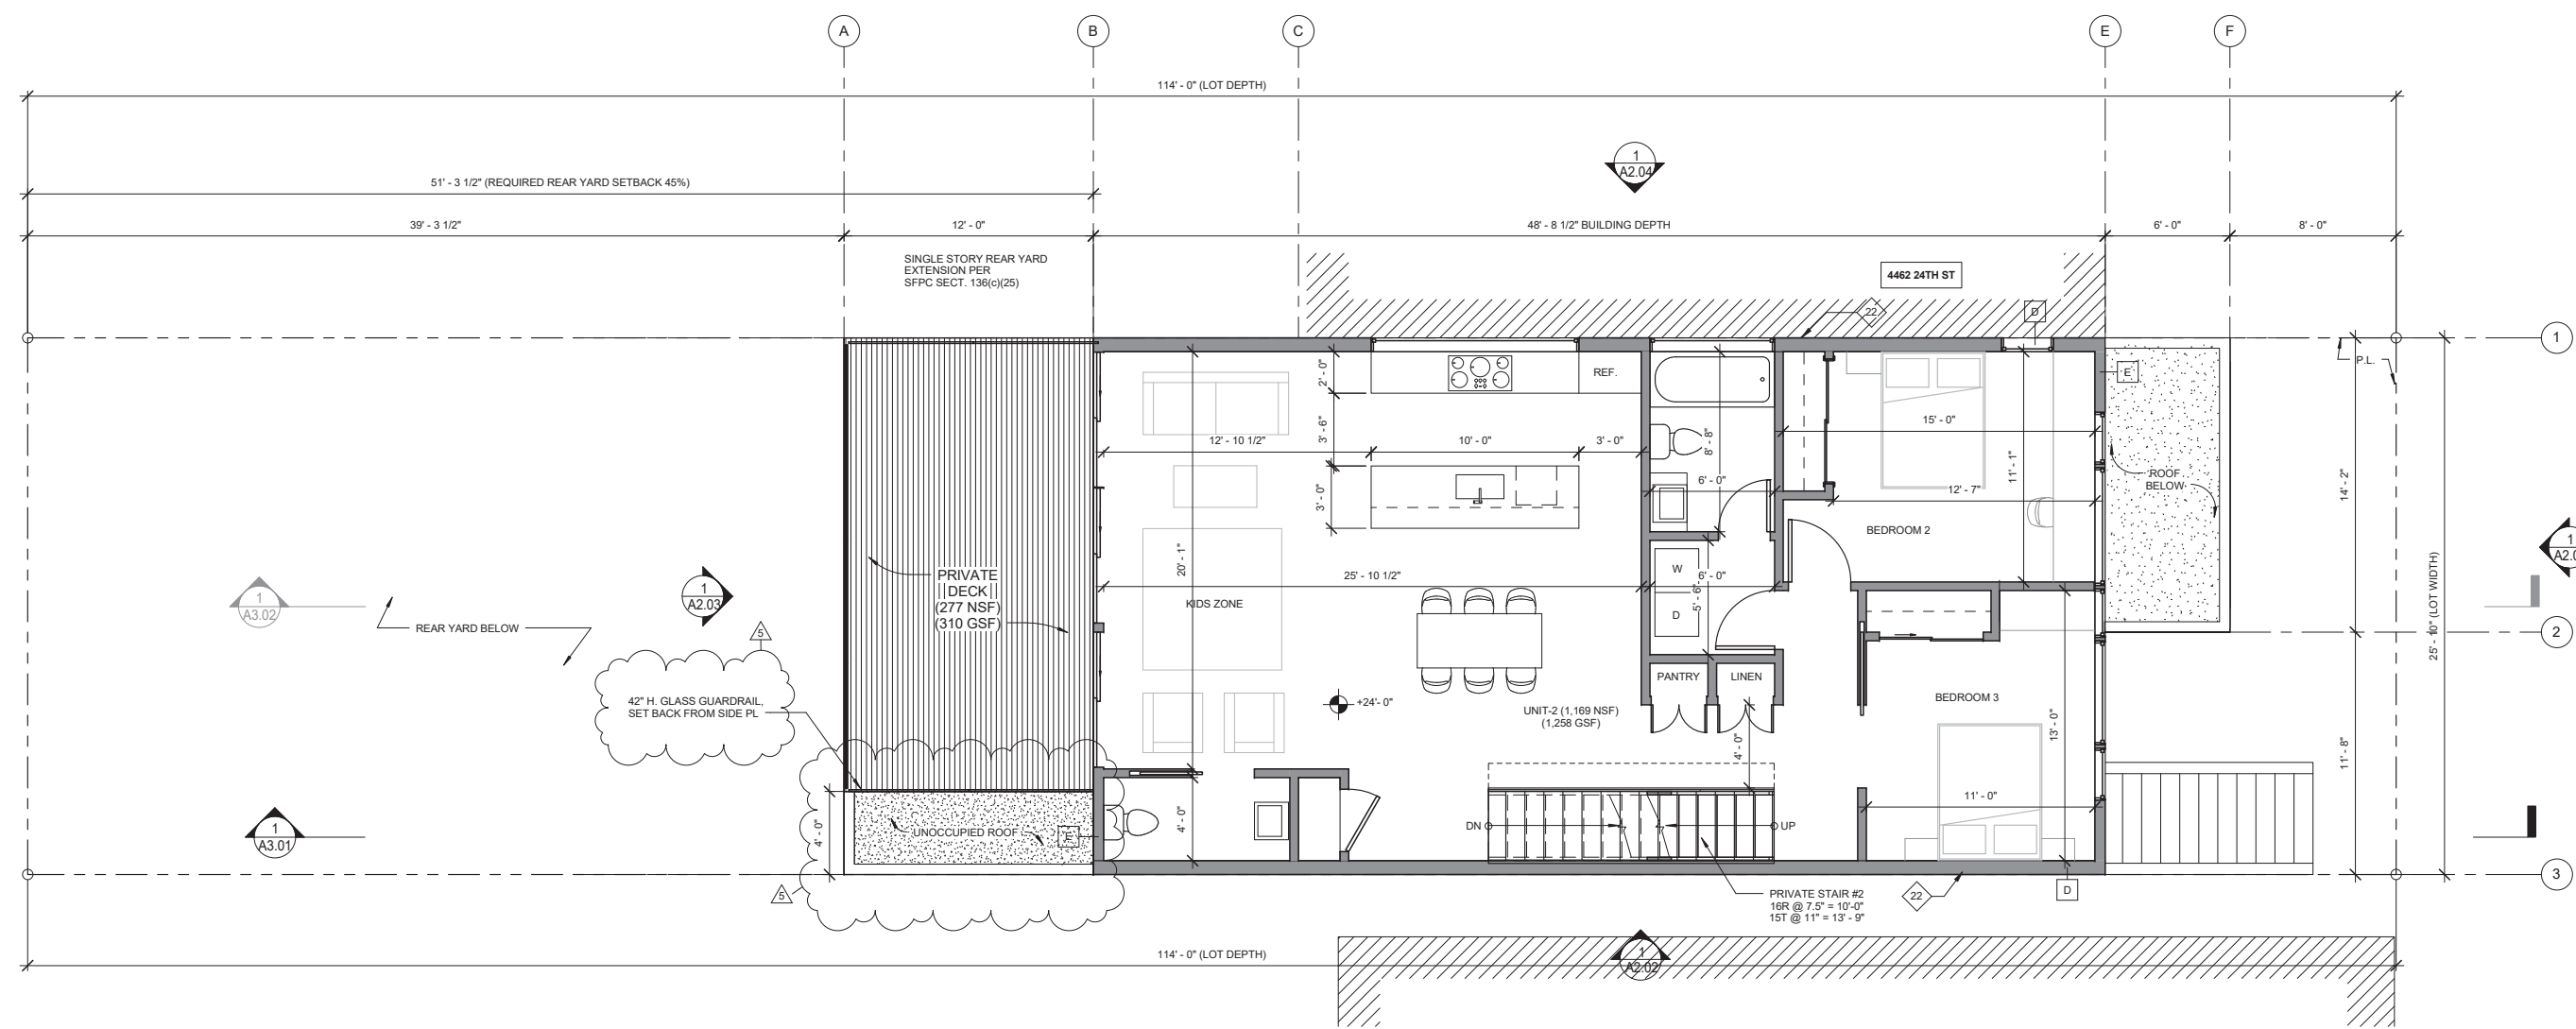 A
B
C
E
F
114' - 0" (LOT DEPTH)
1
A2.04
51' - 3 1/2" (REQUIRED REAR YARD SETBACK 45%)
39' - 3 1/2"
12' - 0"
48' - 8 1/2" BUILDING DEPTH
6' - 0"
8' - 0"
SINGLE STORY REAR YARD
EXTENSION PER
SFPC SECT. 136(c)(25)
4462 24TH ST
22
D
1
P.L.
E
2' - 0"
REF.
3' - 6"
12' - 10 1/2"
10' - 0"
3' - 0"
8' - 8"
15' - 0"
11' - 1"
ROOF
BELOW
14' - 2"
3' - 0"
6' - 0"
12' - 7"
BEDROOM 2
20' - 1"
PRIVATE
DECK
(277 NSF)
(310 GSF)
25' - 10 1/2"
W
6' - 0"
5' - 6"
D
KIDS ZONE
25' - 10" (LOT WIDTH)
1
1
A3.02
1
A2.03
REAR YARD BELOW
5
2
42" H. GLASS GUARDRAIL,
SET BACK FROM SIDE PL
PANTRY
LINEN
BEDROOM 3
+24'- 0"
UNIT-2 (1,169 NSF)
(1,258 GSF)
4' - 0"
13' - 0"
11' - 8"
11' - 0"
1
A3.01
4' - 0"
UNOCCUPIED ROOF
E
4' - 0"
DN
UP
5
PRIVATE STAIR #2
16R @ 7.5" = 10'-0"
15T @ 11" = 13' - 9"
22
D
3
114' - 0" (LOT DEPTH)
1
A2.02